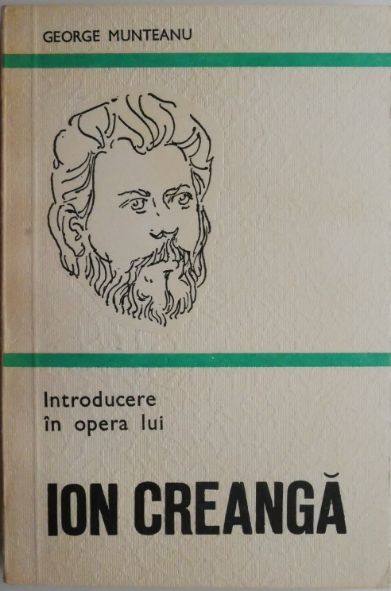 GEORGE MUNTEANU
Introducere
în opera lui
ION CREANGĂ